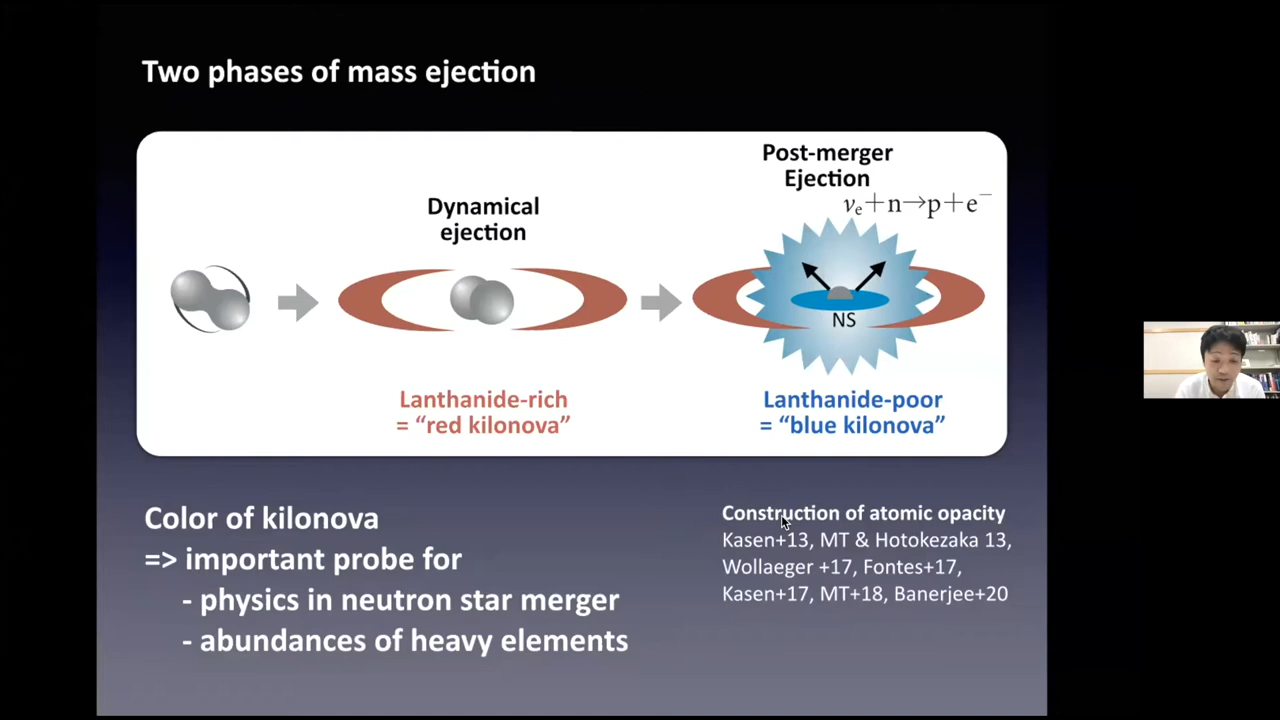 Two phases of mass ejection
Dynamical
ejection
Post-merger
Ejection
νe+n→p+e−
NS
Lanthanide-rich
= “red kilonova”
Lanthanide-poor
= “blue kilonova”
Color of kilonova
=> important probe for
- physics in neutron star merger
- abundances of heavy elements
Construction of atomic opacity
Kasen+13, MT & Hotokezaka 13,
Wollaeger +17, Fontes+17,
Kasen+17, MT+18, Banerjee+20